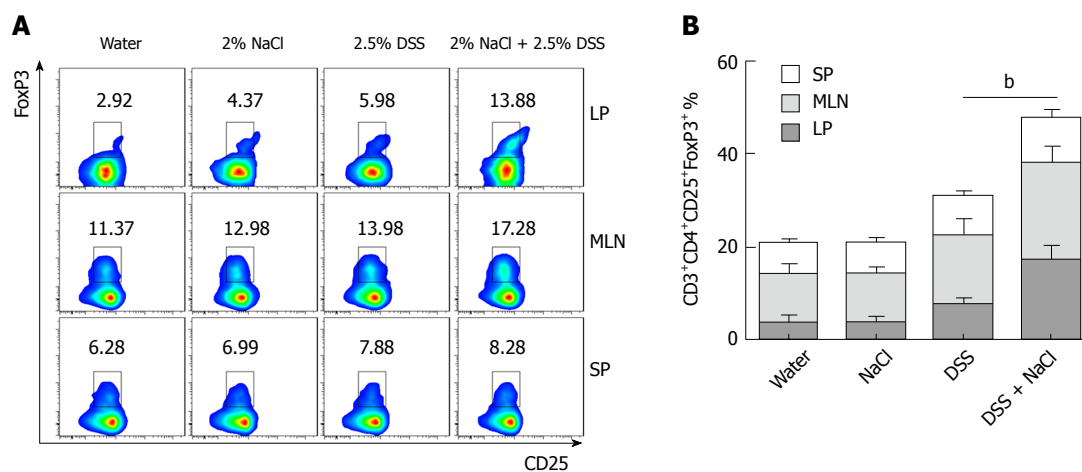 A
Water 2% NaCl 2.5% DSS 2% NaCl + 2.5% DSS
FoxP3
2.92 4.37 5.98 13.88
LP
11.37 12.98 13.98 17.28
MLN
6.28 6.99 7.88 8.28
SP
CD25
B
CD3⁺CD4⁺CD25⁺FoxP3⁺ %
60
40
20
0
SP
MLN
LP
b
Water NaCl DSS DSS + NaCl